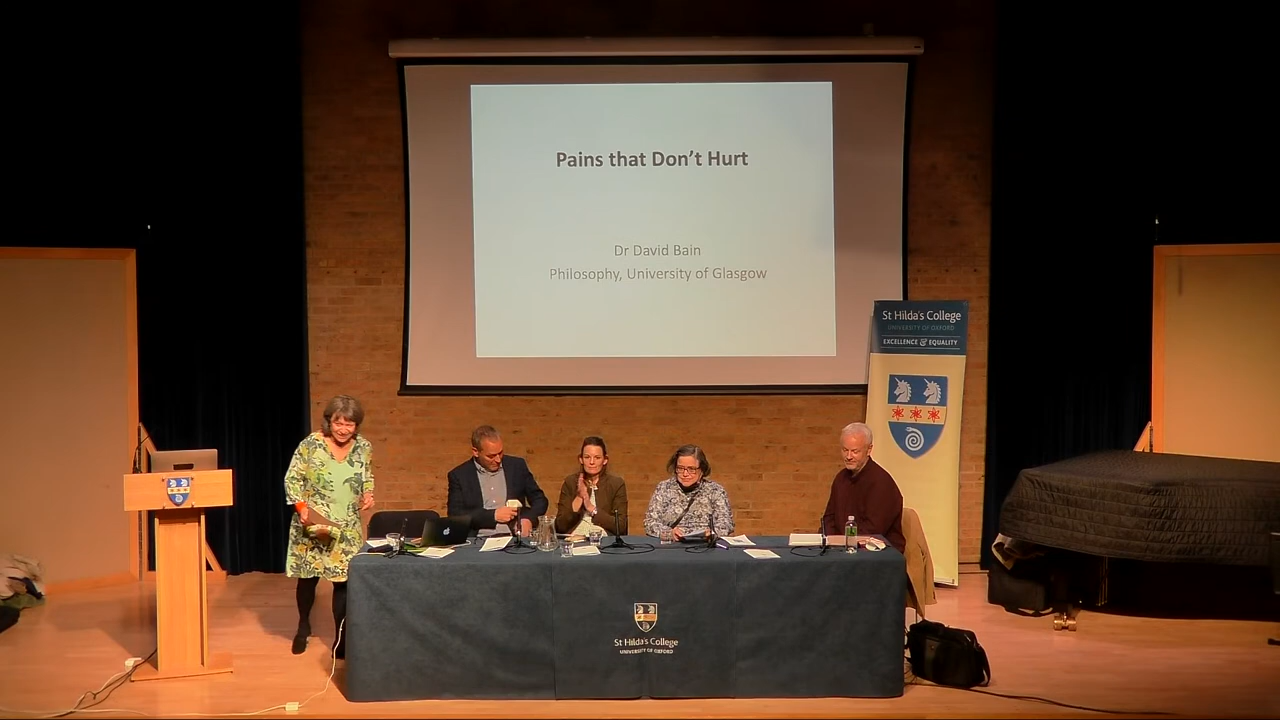 Pains that Don't Hurt
Dr David Bain
Philosophy, University of Glasgow
St Hilda's College
UNIVERSITY OF OXFORD
EXCELLENCE & EQUALITY
St Hilda's College
UNIVERSITY OF OXFORD